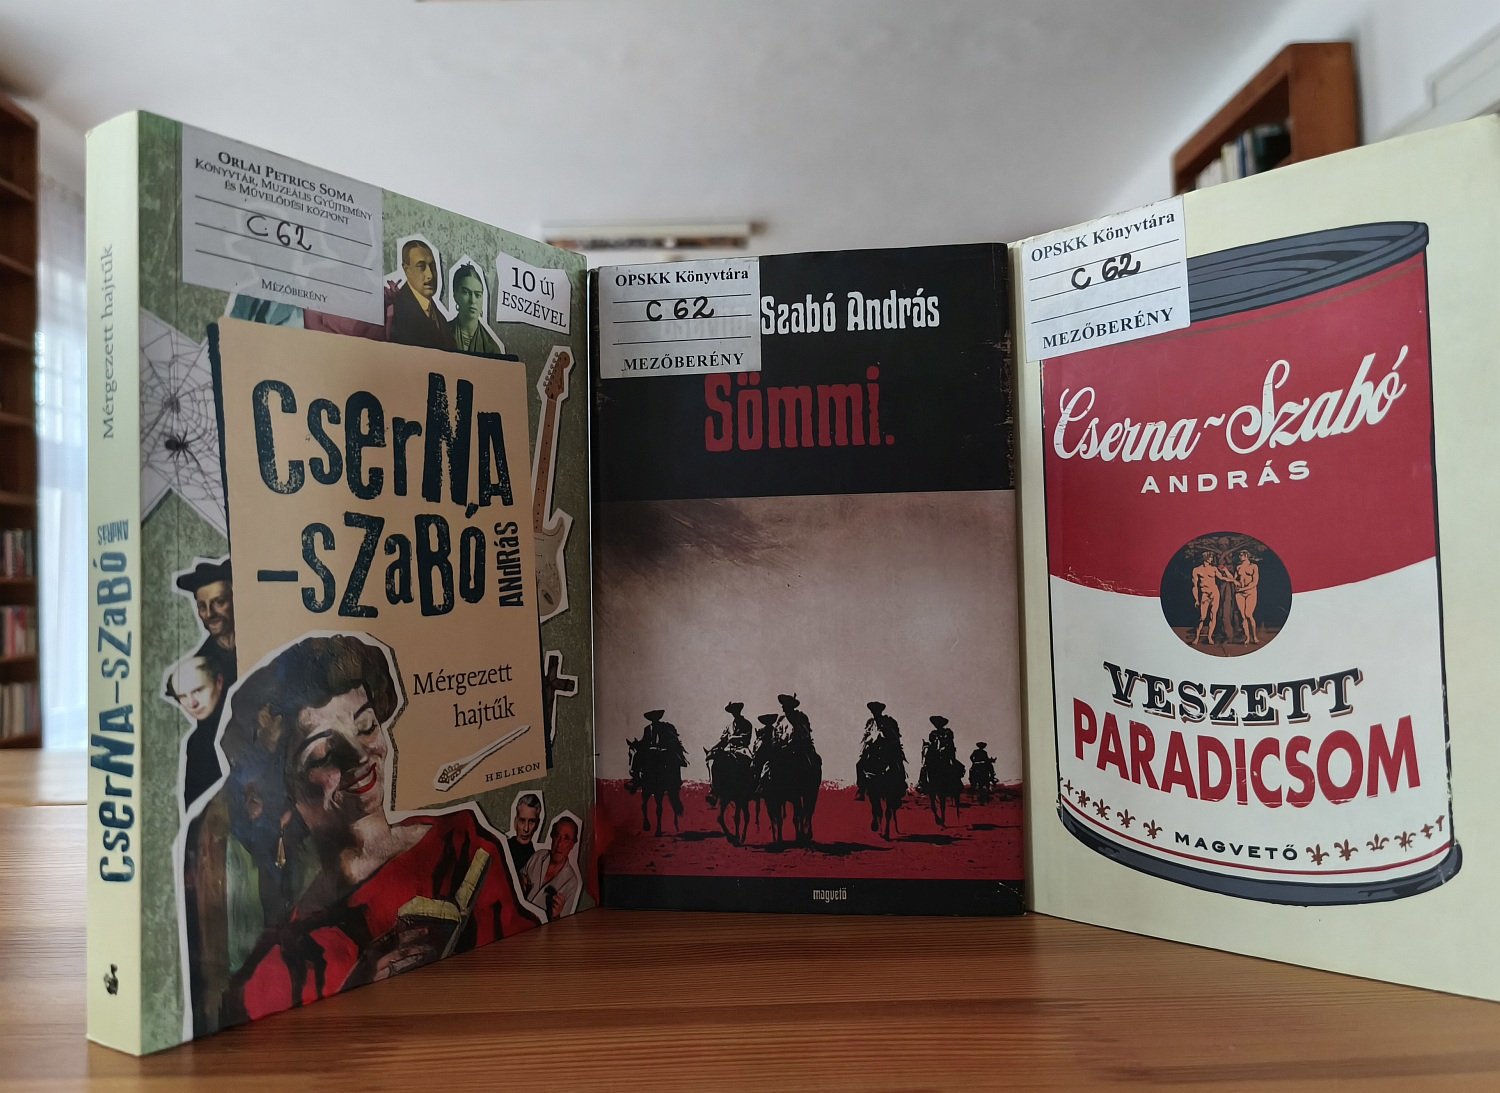 Mérgezett hajtűk
CserNA-sZaBó
ANdRás
ORLAI PETRICS SOMA
KÖNYVTÁR, MUZEÁLIS GYŰJTEMÉNY
ÉS MŰVELŐDÉSI KÖZPONT
C 62
MEZŐBERÉNY
10 ÚJ
ESSZÉVEL
CserNA
-sZaBó
ANdRás
Mérgezett
hajtűk
HELIKON
OPSKK Könyvtára
C 62
MEZŐBERÉNY
Szabó András
Sömmi.
magvető
OPSKK Könyvtára
C 62
MEZŐBERÉNY
Cserna~Szabó
ANDRÁS
VESZETT
PARADICSOM
MAGVETŐ